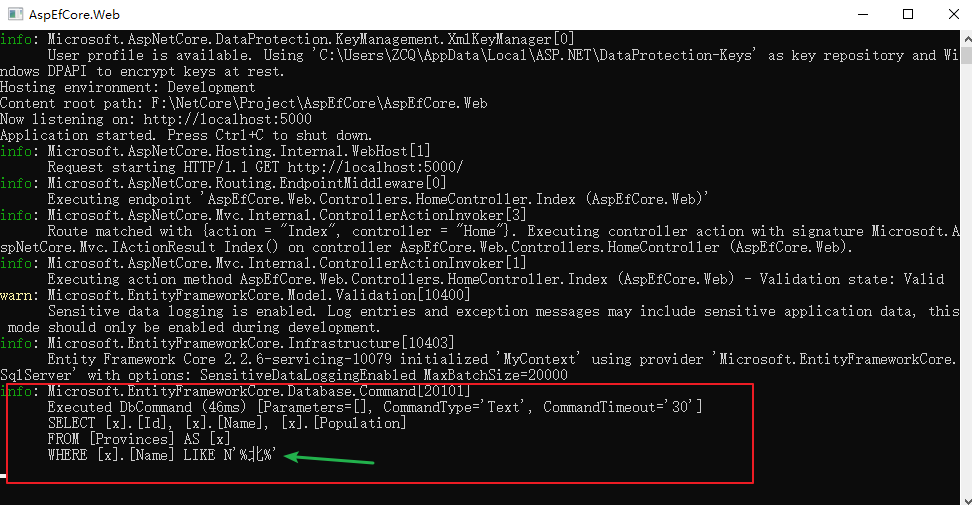 AspEfCore.Web
info: Microsoft.AspNetCore.DataProtection.KeyManagement.XmlKeyManager[0]
User profile is available. Using 'C:\Users\ZCQ\AppData\Local\ASP.NET\DataProtection-Keys' as key repository and Wi
ndows DPAPI to encrypt keys at rest.
Hosting environment: Development
Content root path: F:\NetCore\Project\AspEfCore\AspEfCore.Web
Now listening on: http://localhost:5000
Application started. Press Ctrl+C to shut down.
info: Microsoft.AspNetCore.Hosting.Internal.WebHost[1]
Request starting HTTP/1.1 GET http://localhost:5000/
info: Microsoft.AspNetCore.Routing.EndpointMiddleware[0]
Executing endpoint 'AspEfCore.Web.Controllers.HomeController.Index (AspEfCore.Web)'
info: Microsoft.AspNetCore.Mvc.Internal.ControllerActionInvoker[3]
Route matched with {action = "Index", controller = "Home"}. Executing controller action with signature Microsoft.A
spNetCore.Mvc.IActionResult Index() on controller AspEfCore.Web.Controllers.HomeController (AspEfCore.Web).
info: Microsoft.AspNetCore.Mvc.Internal.ControllerActionInvoker[1]
Executing action method AspEfCore.Web.Controllers.HomeController.Index (AspEfCore.Web) - Validation state: Valid
warn: Microsoft.EntityFrameworkCore.Model.Validation[10400]
Sensitive data logging is enabled. Log entries and exception messages may include sensitive application data, this
mode should only be enabled during development.
info: Microsoft.EntityFrameworkCore.Infrastructure[10403]
Entity Framework Core 2.2.6-servicing-10079 initialized 'MyContext' using provider 'Microsoft.EntityFrameworkCore.
SqlServer' with options: SensitiveDataLoggingEnabled MaxBatchSize=20000
info: Microsoft.EntityFrameworkCore.Database.Command[20101]
Executed DbCommand (46ms) [Parameters=[], CommandType='Text', CommandTimeout='30']
SELECT [x].[Id], [x].[Name], [x].[Population]
FROM [Provinces] AS [x]
WHERE [x].[Name] LIKE N'%北%'